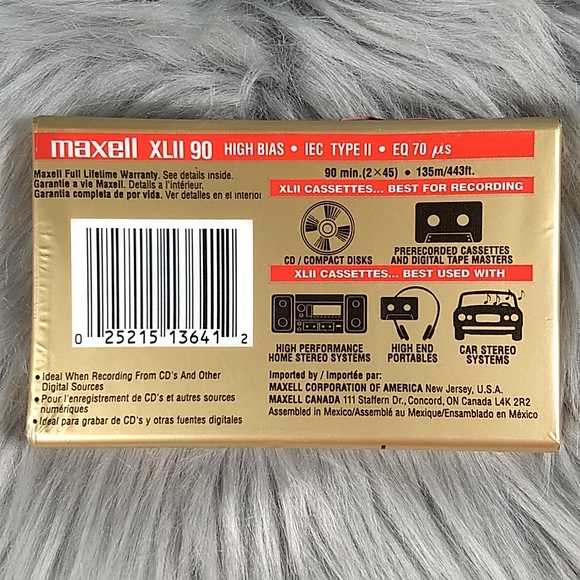 maxell XLII 90 HIGH BIAS • IEC TYPE II • EQ 70 µs
Maxell Full Lifetime Warranty. See details inside.
Garantie a vie Maxell. Details a l'interieur.
Garantia completa de por vida. Ver detalles en el interior
90 min.(2×45) • 135m/443ft.
XLII CASSETTES... BEST FOR RECORDING
CD / COMPACT DISKS
PRERECORDED CASSETTES
AND DIGITAL TAPE MASTERS
XLII CASSETTES... BEST USED WITH
HIGH PERFORMANCE
HOME STEREO SYSTEMS
HIGH END
PORTABLES
CAR STEREO
SYSTEMS
0 25215 13641 2
• Ideal When Recording From CD's And Other
Digital Sources
• Pour l'enregistrement de CD's et autres sources
numériques
• Ideal para grabar de CD's y otras fuentes digitales
Imported by / Importée par:
MAXELL CORPORATION OF AMERICA New Jersey, U.S.A.
MAXELL CANADA 111 Staffern Dr., Concord, ON Canada L4K 2R2
Assembled in Mexico/Assemblé au Mexique/Ensamblado en México